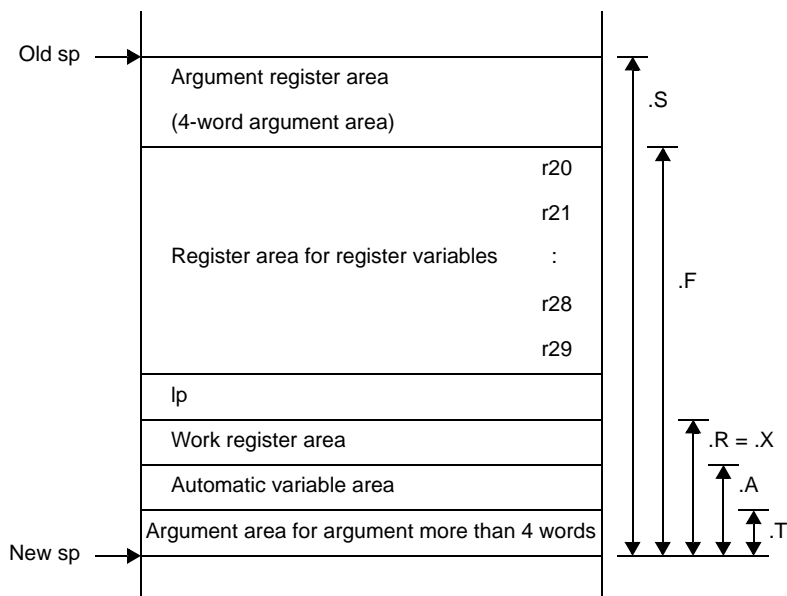 Old sp
Argument register area
(4-word argument area)
.S
r20
r21
Register area for register variables
:
.F
r28
r29
lp
Work register area
.R = .X
Automatic variable area
.A
Argument area for argument more than 4 words
.T
New sp